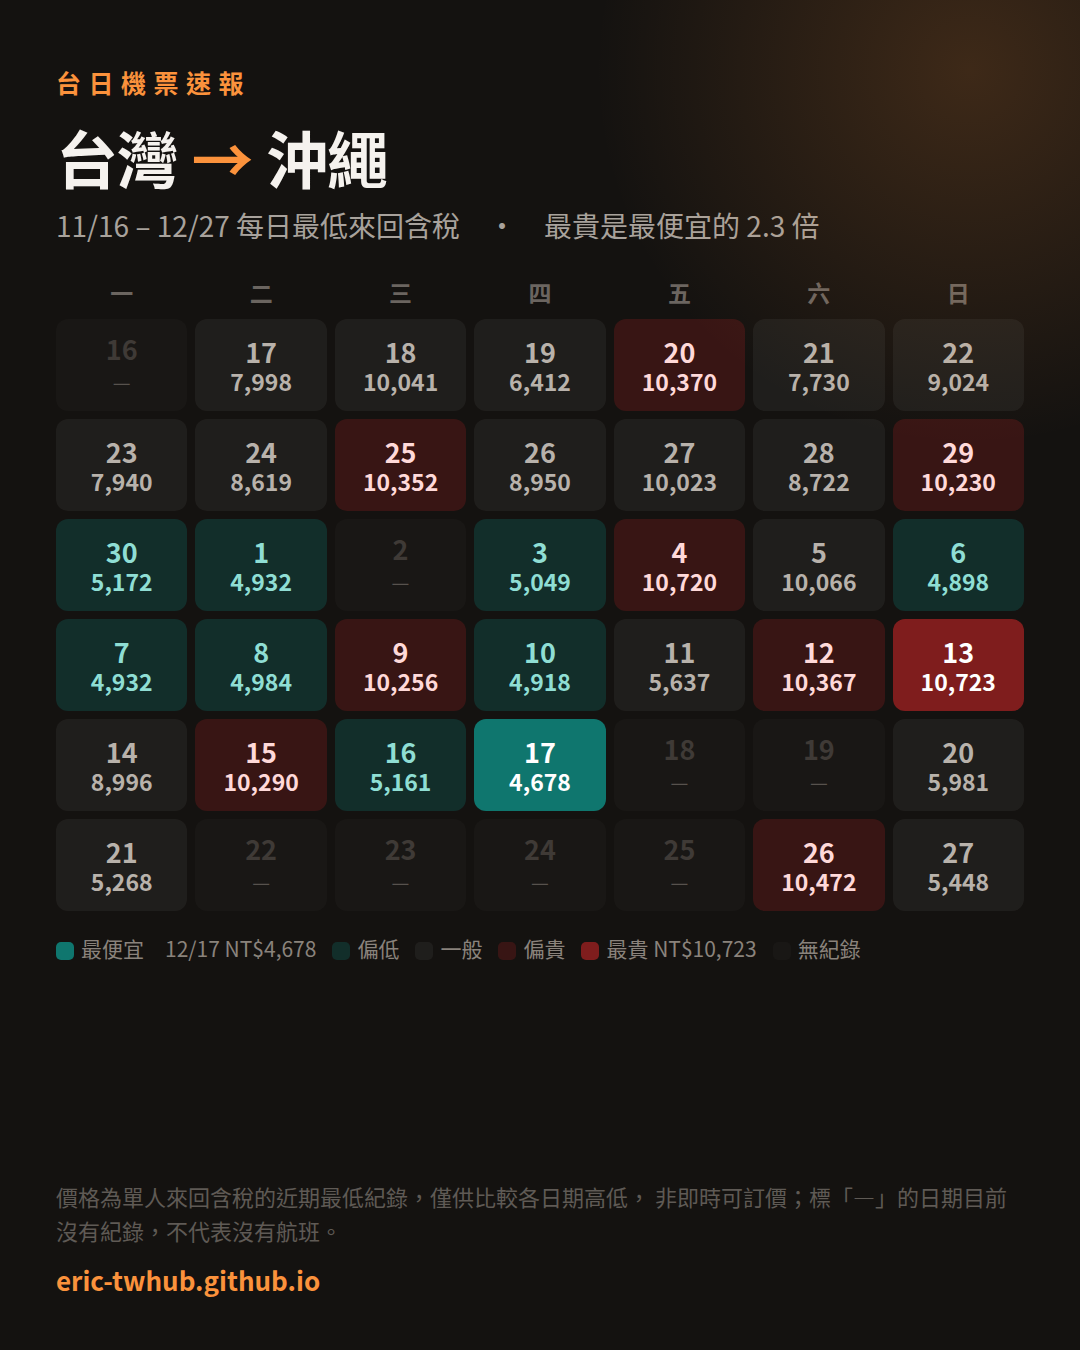 台日機票速報
台灣 → 沖繩
11/16 – 12/27 每日最低來回含稅 ・ 最貴是最便宜的 2.3 倍
一 二 三 四 五 六 日
16 17 18 19 20 21 22
— 7,998 10,041 6,412 10,370 7,730 9,024
23 24 25 26 27 28 29
7,940 8,619 10,352 8,950 10,023 8,722 10,230
30 1 2 3 4 5 6
5,172 4,932 — 5,049 10,720 10,066 4,898
7 8 9 10 11 12 13
4,932 4,984 10,256 4,918 5,637 10,367 10,723
14 15 16 17 18 19 20
8,996 10,290 5,161 4,678 — — 5,981
21 22 23 24 25 26 27
5,268 — — — — 10,472 5,448
最便宜 12/17 NT$4,678 偏低 一般 偏貴 最貴 NT$10,723 無紀錄
價格為單人來回含稅的近期最低紀錄，僅供比較各日期高低， 非即時可訂價；標「—」的日期目前
沒有紀錄，不代表沒有航班。
eric-twhub.github.io